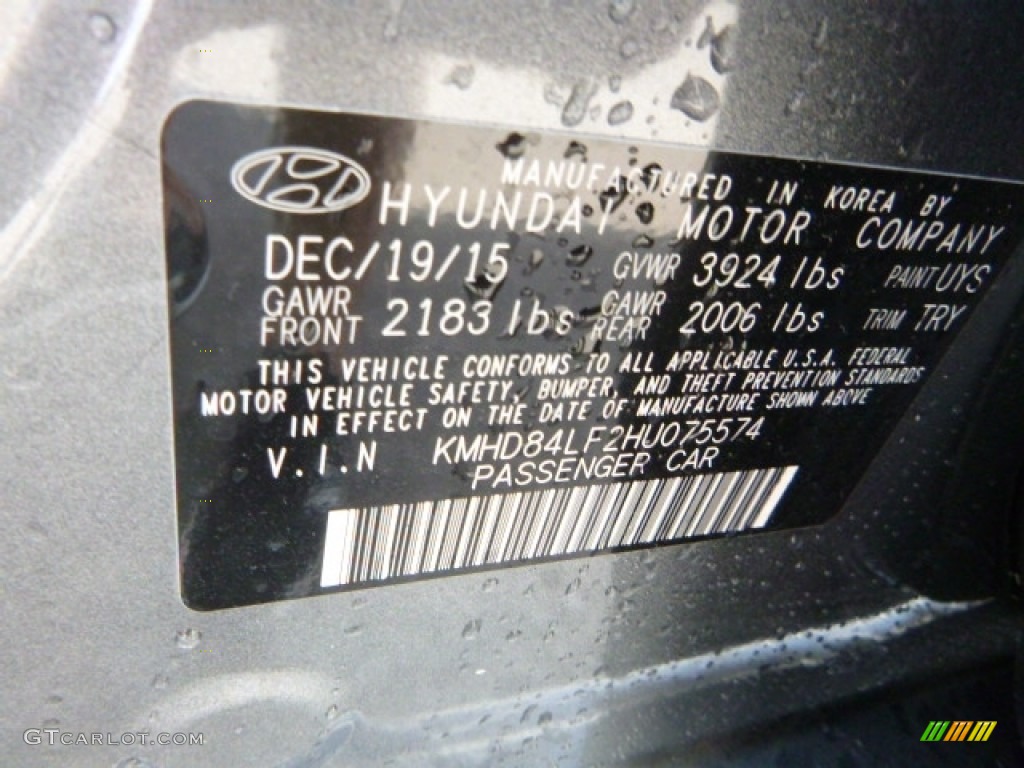 MANUFACTURED IN KOREA BY
HYUNDAI MOTOR COMPANY
DEC/19/15 GVWR 3924 lbs PAINT UYS
GAWR FRONT 2183 lbs GAWR REAR 2006 lbs TRIM TRY
THIS VEHICLE CONFORMS TO ALL APPLICABLE U.S.A. FEDERAL
MOTOR VEHICLE SAFETY, BUMPER, AND THEFT PREVENTION STANDARDS
IN EFFECT ON THE DATE OF MANUFACTURE SHOWN ABOVE
V.I.N KMHD84LF2HU075574
PASSENGER CAR
GTCARLOT.COM